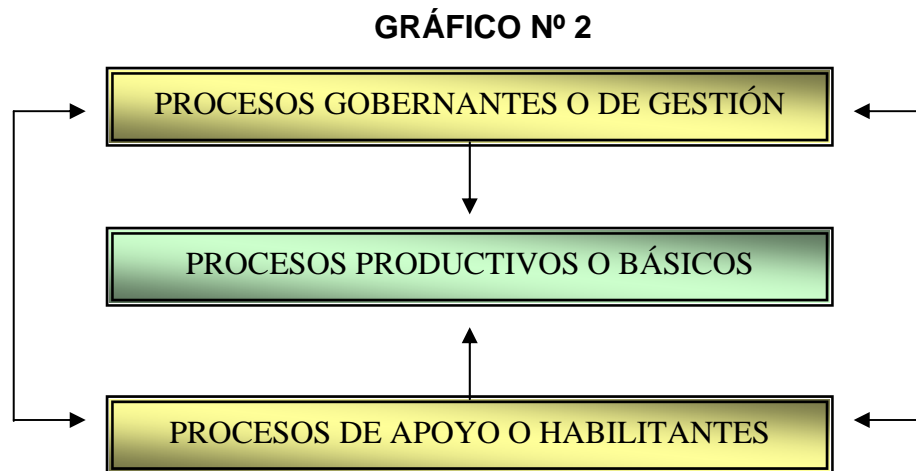 GRÁFICO Nº 2
PROCESOS GOBERNANTES O DE GESTIÓN
PROCESOS PRODUCTIVOS O BÁSICOS
PROCESOS DE APOYO O HABILITANTES